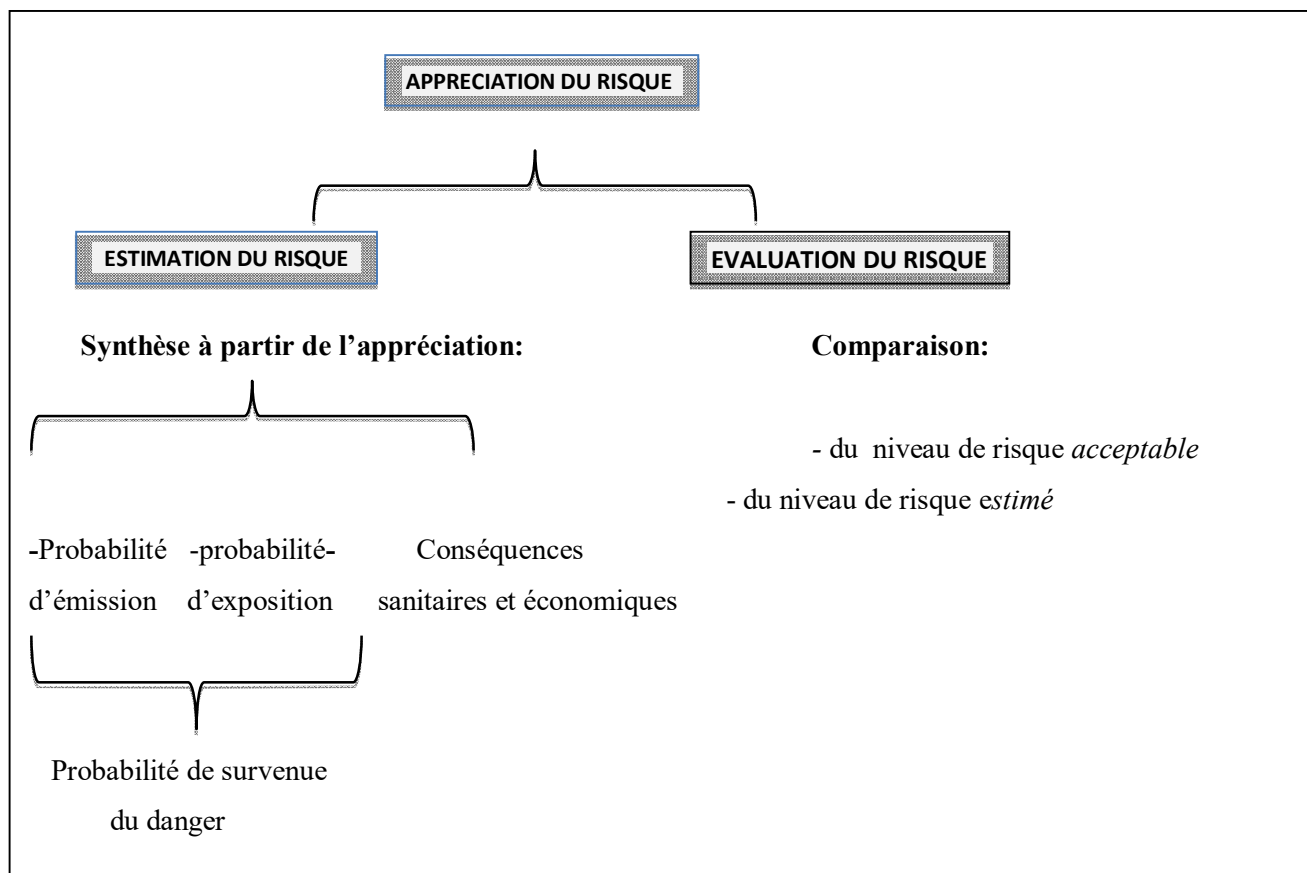 APPRECIATION DU RISQUE
ESTIMATION DU RISQUE
EVALUATION DU RISQUE
Synthèse à partir de l’appréciation:
Comparaison:
- du niveau de risque acceptable
- du niveau de risque estimé
-Probabilité -probabilité- Conséquences
d’émission d’exposition sanitaires et économiques
Probabilité de survenue
du danger